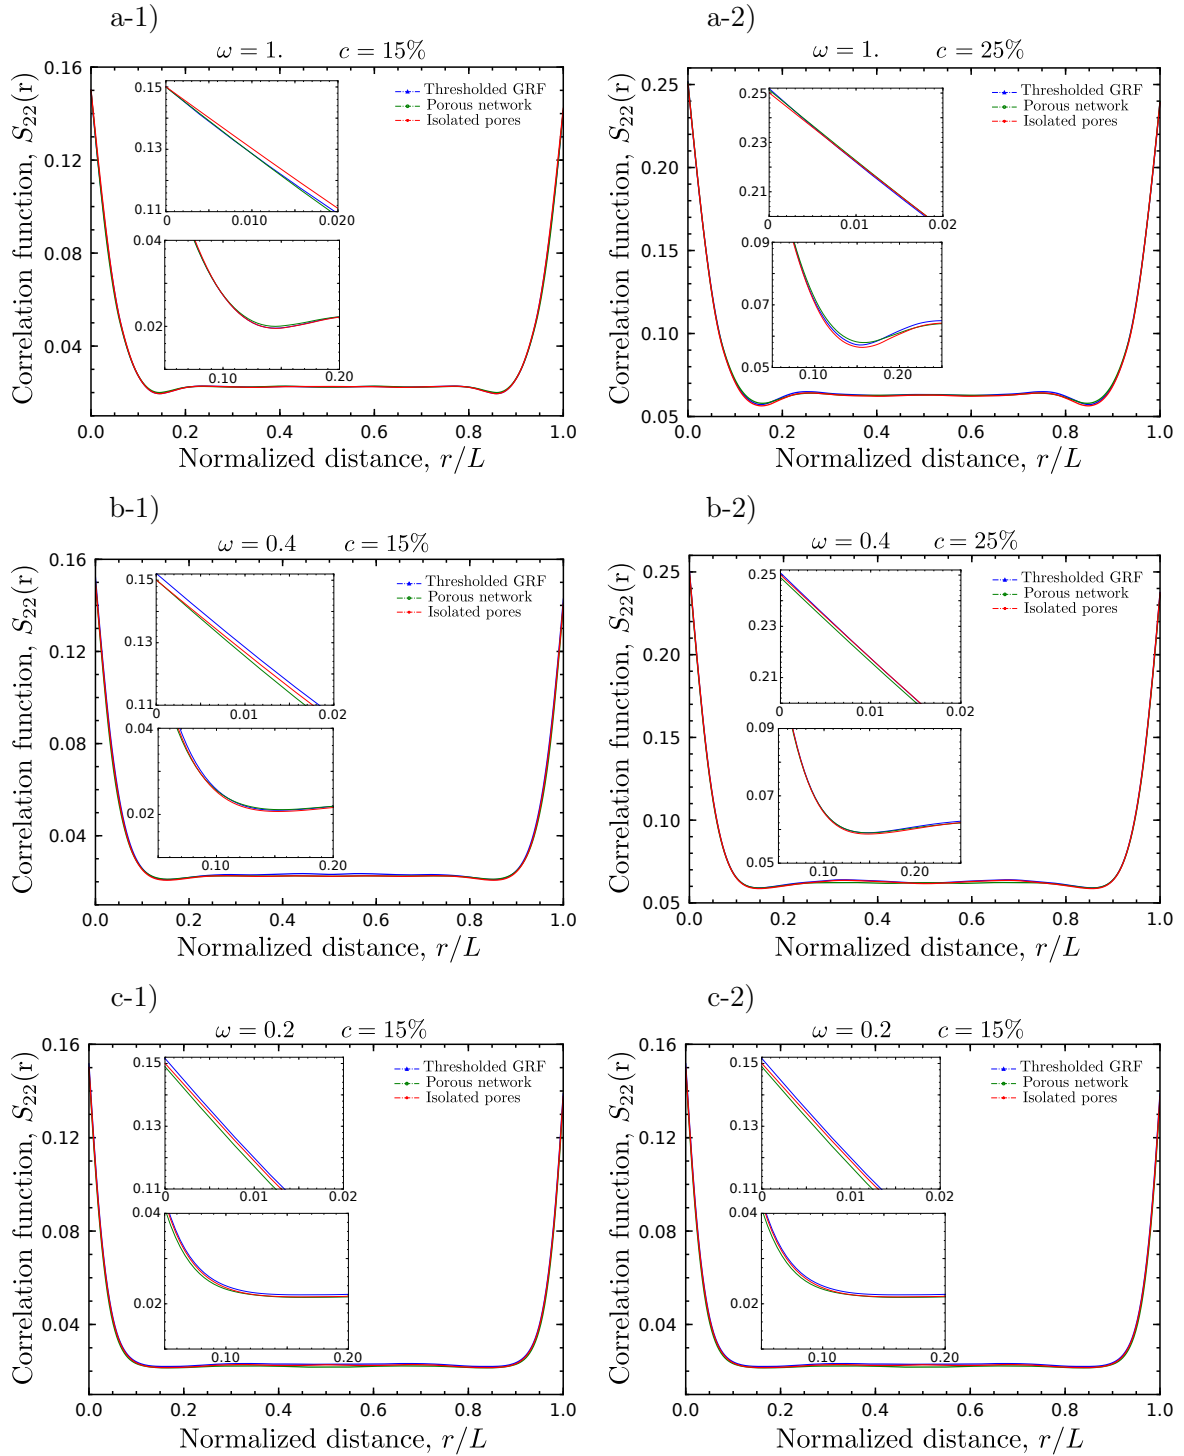 a-1)
ω = 1. c = 15%
0.16
0.12
0.08
0.04
Correlation function, S22(r)
Thresholded GRF
Porous network
Isolated pores
0.15
0.13
0.11
0 0.010 0.020
0.04
0.02
0.10 0.20
0.0 0.2 0.4 0.6 0.8 1.0
Normalized distance, r/L
a-2)
ω = 1. c = 25%
0.25
0.20
0.15
0.10
0.05
Correlation function, S22(r)
Thresholded GRF
Porous network
Isolated pores
0.25
0.23
0.21
0 0.01 0.02
0.09
0.07
0.05
0.10 0.20
0.0 0.2 0.4 0.6 0.8 1.0
Normalized distance, r/L
b-1)
ω = 0.4 c = 15%
0.16
0.12
0.08
0.04
Correlation function, S22(r)
Thresholded GRF
Porous network
Isolated pores
0.15
0.13
0.11
0 0.01 0.02
0.04
0.02
0.10 0.20
0.0 0.2 0.4 0.6 0.8 1.0
Normalized distance, r/L
b-2)
ω = 0.4 c = 25%
0.25
0.20
0.15
0.10
0.05
Correlation function, S22(r)
Thresholded GRF
Porous network
Isolated pores
0.25
0.23
0.21
0 0.01 0.02
0.09
0.07
0.05
0.10 0.20
0.0 0.2 0.4 0.6 0.8 1.0
Normalized distance, r/L
c-1)
ω = 0.2 c = 15%
0.16
0.12
0.08
0.04
Correlation function, S22(r)
Thresholded GRF
Porous network
Isolated pores
0.15
0.13
0.11
0 0.01 0.02
0.04
0.02
0.10 0.20
0.0 0.2 0.4 0.6 0.8 1.0
Normalized distance, r/L
c-2)
ω = 0.2 c = 15%
0.16
0.12
0.08
0.04
Correlation function, S22(r)
Thresholded GRF
Porous network
Isolated pores
0.15
0.13
0.11
0 0.01 0.02
0.04
0.02
0.10 0.20
0.0 0.2 0.4 0.6 0.8 1.0
Normalized distance, r/L